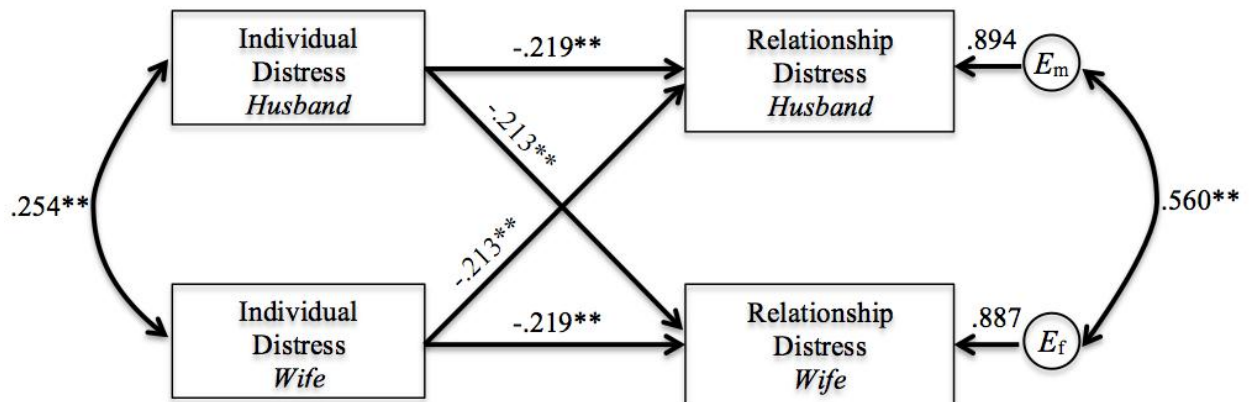 Individual
Distress
Husband
-.219**
Relationship
Distress
Husband
.894
Em
-.213**
.254**
.560**
-.213**
Individual
Distress
Wife
-.219**
Relationship
Distress
Wife
.887
Ef